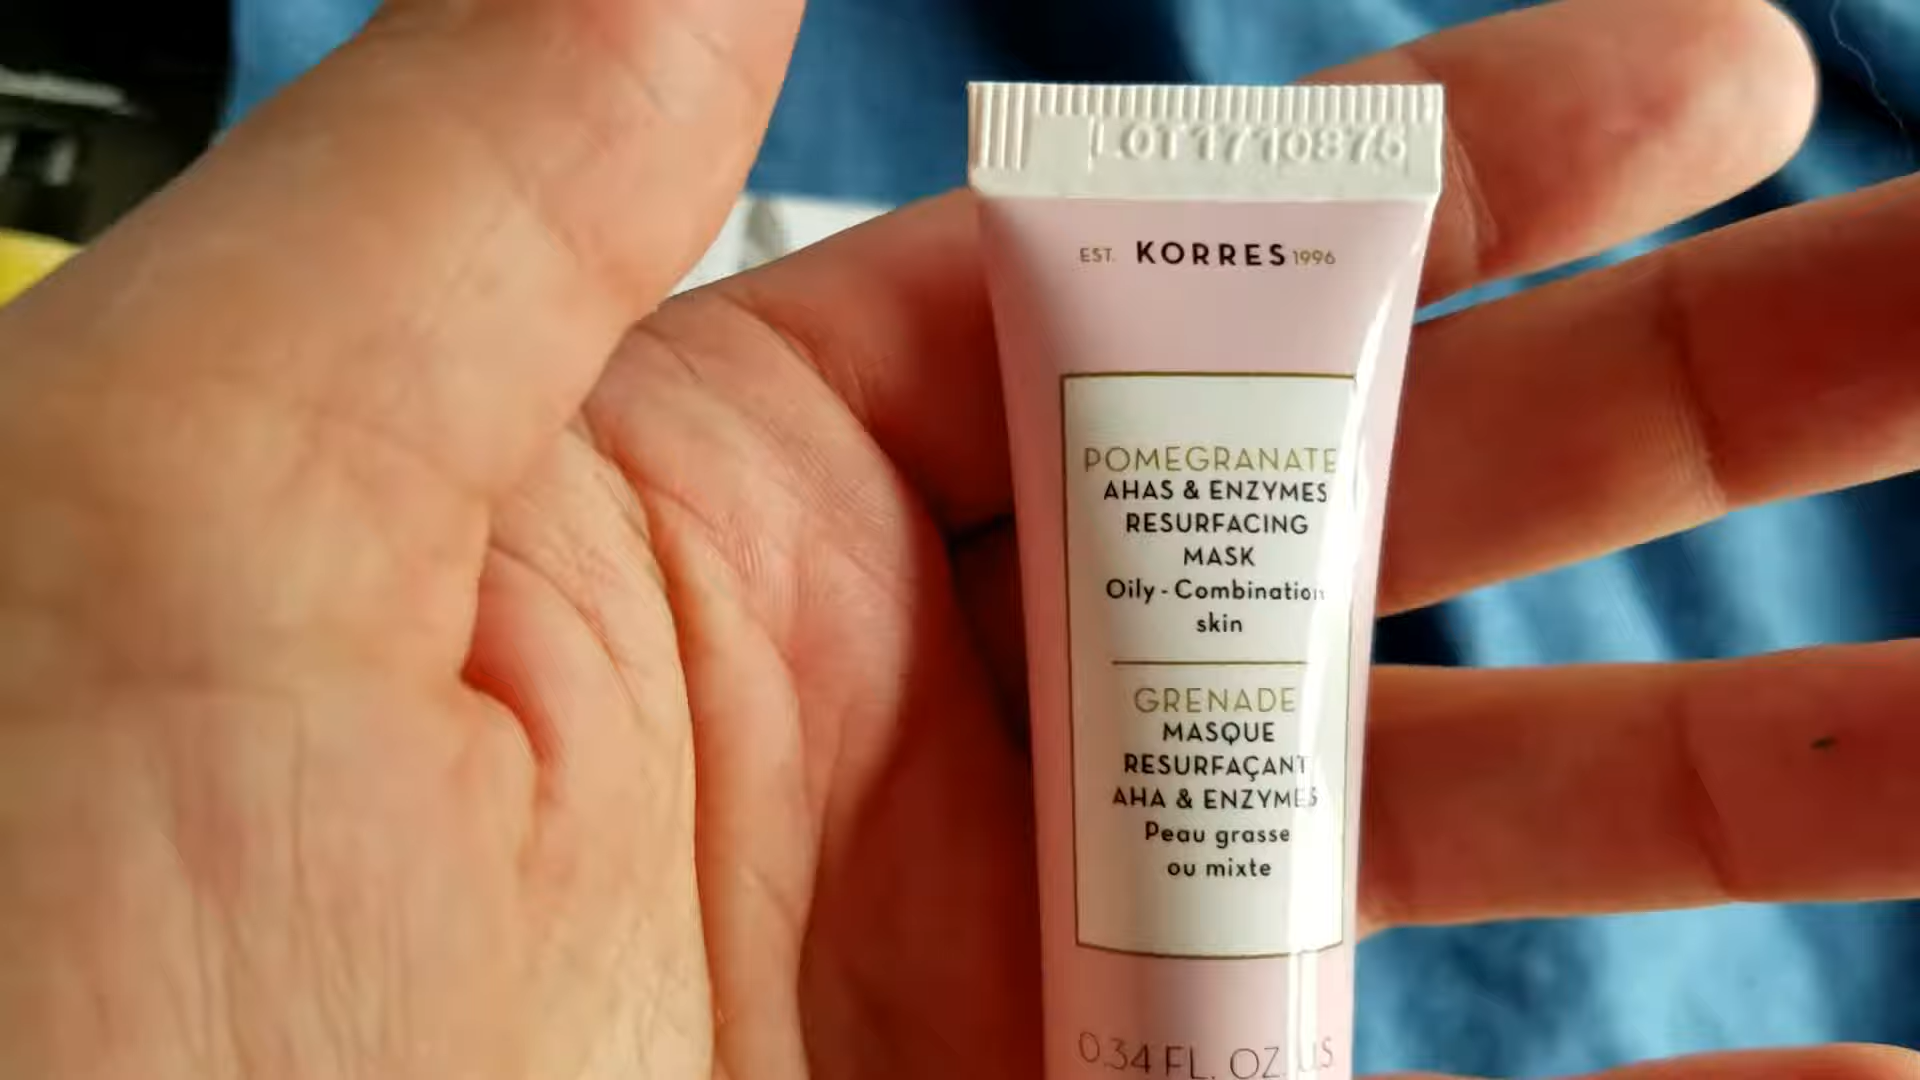 LOT1710875
EST. KORRES 1996
POMEGRANATE
AHAS & ENZYMES
RESURFACING
MASK
Oily - Combination
skin
GRENADE
MASQUE
RESURFAÇANT
AHA & ENZYMES
Peau grasse
ou mixte
0.34 FL. OZ. U.S